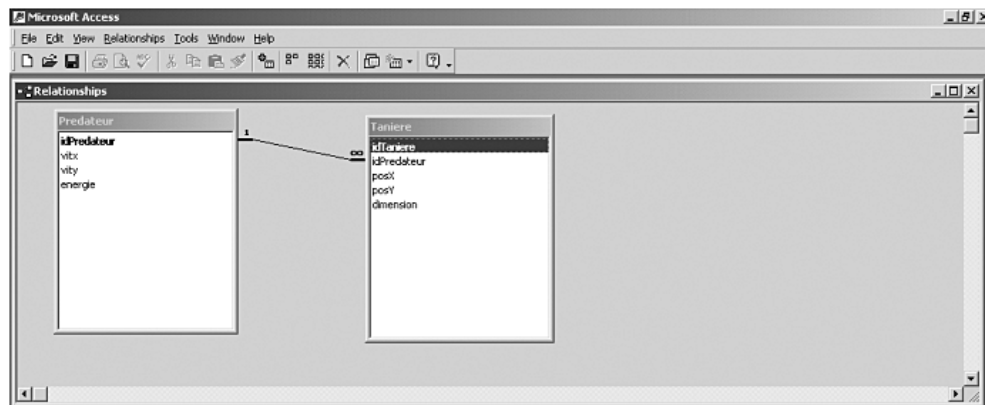 Microsoft Access
File Edit View Relationships Tools Window Help
Relationships
Predateur
idPredateur
vitx
vity
energie
1
∞
Taniere
idTaniere
idPredateur
posX
posY
dimension